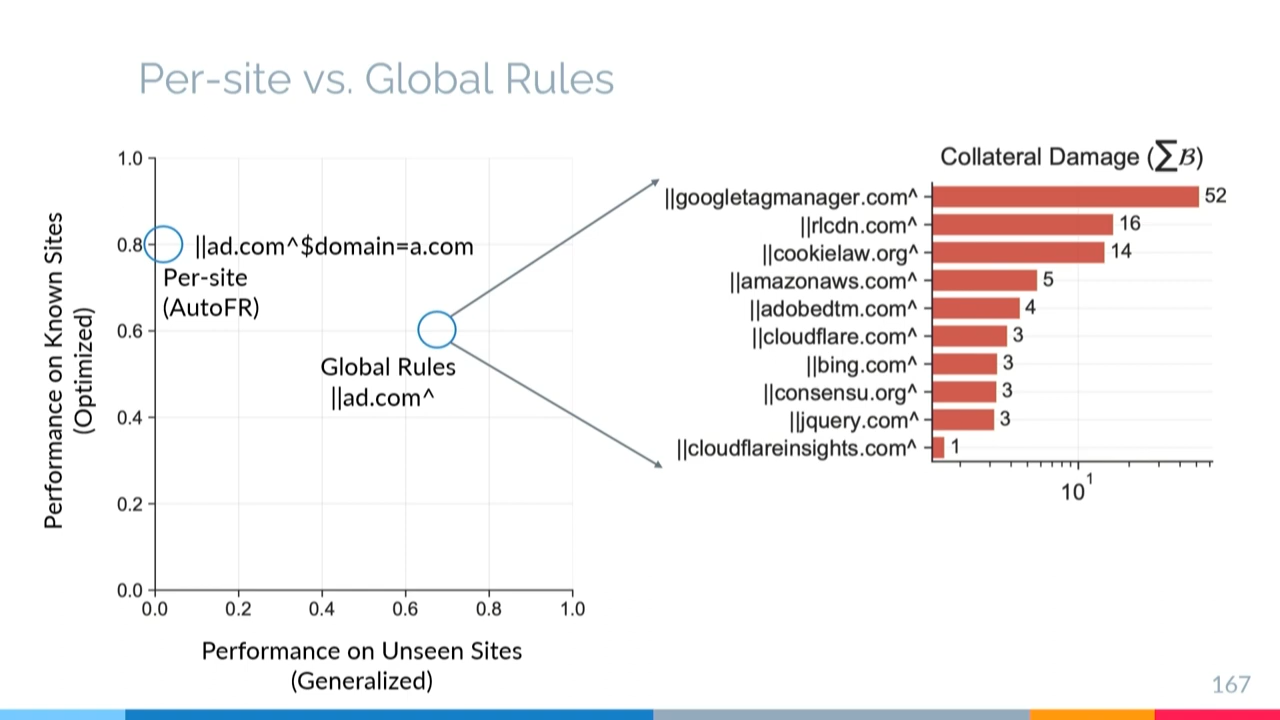 Per-site vs. Global Rules
Performance on Known Sites
(Optimized)
1.0
0.8
0.6
0.4
0.2
0.0
0.0 0.2 0.4 0.6 0.8 1.0
Performance on Unseen Sites
(Generalized)
||ad.com^$domain=a.com
Per-site
(AutoFR)
Global Rules
||ad.com^
Collateral Damage (∑ℬ)
||googletagmanager.com^ 52
||rlcdn.com^ 16
||cookielaw.org^ 14
||amazonaws.com^ 5
||adobedtm.com^ 4
||cloudflare.com^ 3
||bing.com^ 3
||consensu.org^ 3
||jquery.com^ 3
||cloudflareinsights.com^ 1
10¹
167